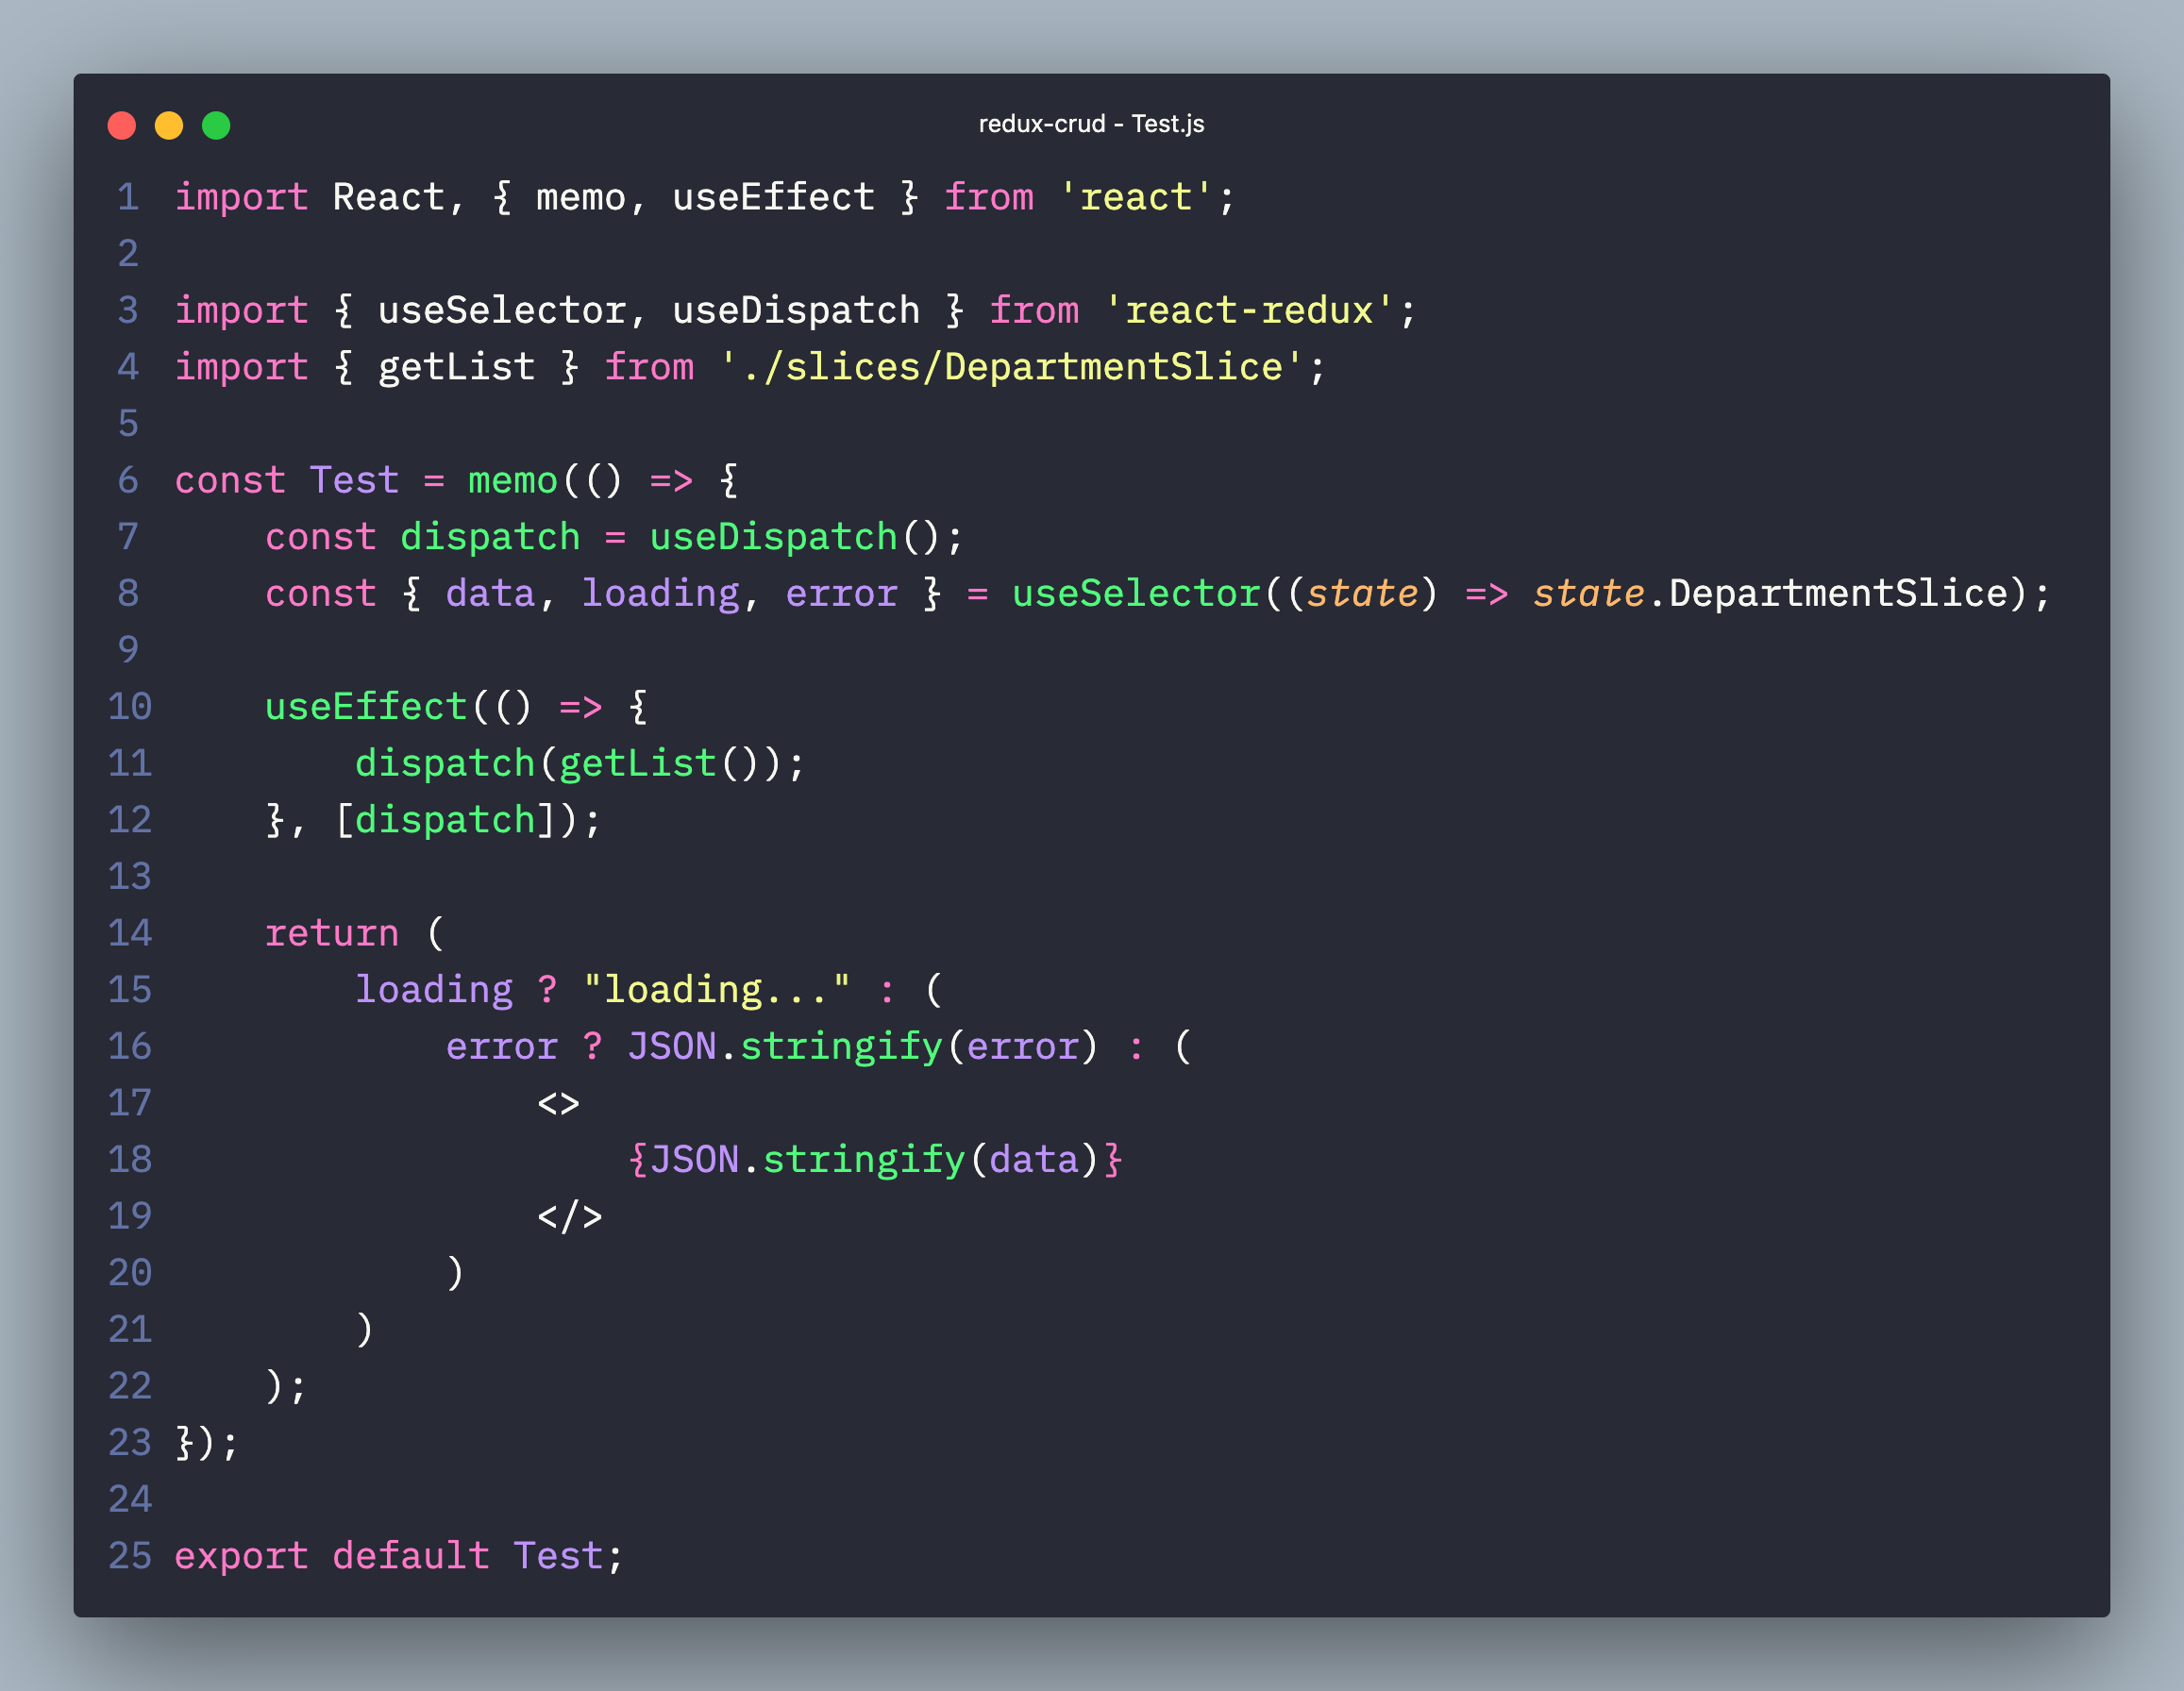 redux-crud - Test.js
1 import React, { memo, useEffect } from 'react';
2
3 import { useSelector, useDispatch } from 'react-redux';
4 import { getList } from './slices/DepartmentSlice';
5
6 const Test = memo(() => {
7     const dispatch = useDispatch();
8     const { data, loading, error } = useSelector((state) => state.DepartmentSlice);
9
10     useEffect(() => {
11         dispatch(getList());
12     }, [dispatch]);
13
14     return (
15         loading ? "loading..." : (
16             error ? JSON.stringify(error) : (
17                 <>
18                     {JSON.stringify(data)}
19                 </>
20             )
21         )
22     );
23 });
24
25 export default Test;